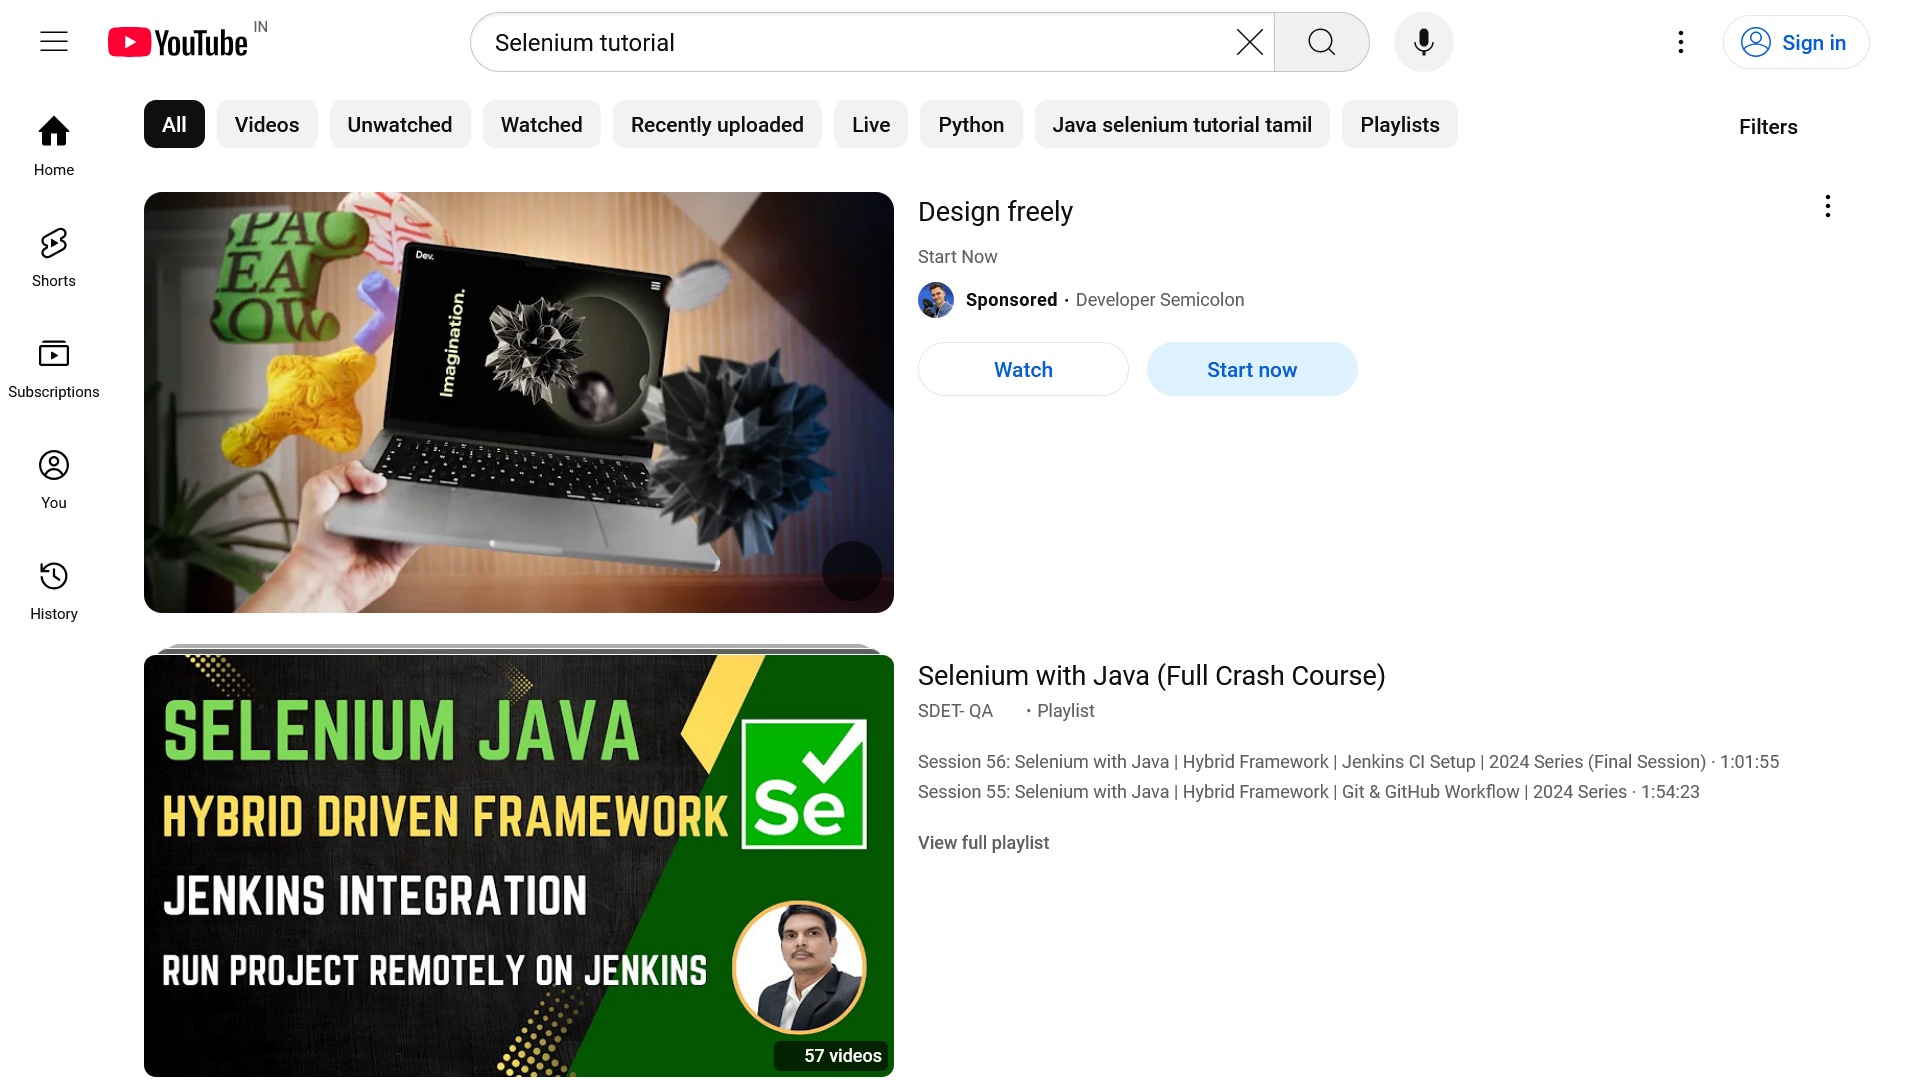 YouTube IN
Selenium tutorial
Sign in
Home
Shorts
Subscriptions
You
History
All
Videos
Unwatched
Watched
Recently uploaded
Live
Python
Java selenium tutorial tamil
Playlists
Filters
Dev.
Imagination.
Design freely
Start Now
Sponsored · Developer Semicolon
Watch
Start now
SELENIUM JAVA
HYBRID DRIVEN FRAMEWORK
JENKINS INTEGRATION
RUN PROJECT REMOTELY ON JENKINS
Se
57 videos
Selenium with Java (Full Crash Course)
SDET- QA · Playlist
Session 56: Selenium with Java | Hybrid Framework | Jenkins CI Setup | 2024 Series (Final Session) · 1:01:55
Session 55: Selenium with Java | Hybrid Framework | Git & GitHub Workflow | 2024 Series · 1:54:23
View full playlist